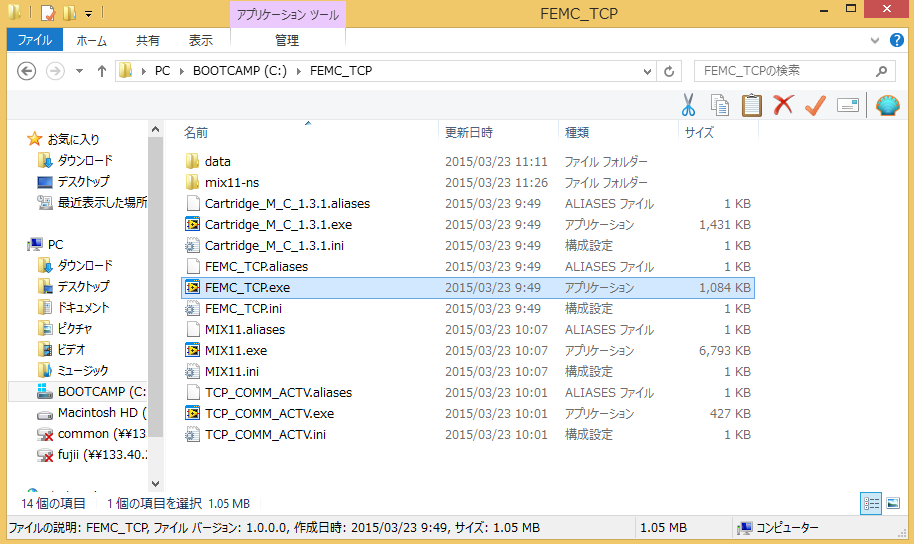 アプリケーション ツール
FEMC_TCP
ファイル ホーム 共有 表示 管理
PC BOOTCAMP (C:) FEMC_TCP FEMC_TCPの検索
名前 更新日時 種類 サイズ
お気に入り
ダウンロード
デスクトップ
最近表示した場所
PC
ダウンロード
デスクトップ
ドキュメント
ピクチャ
ビデオ
ミュージック
BOOTCAMP (C:
Macintosh HD (
common (¥¥13
fujii (¥¥133.40.
data 2015/03/23 11:11 ファイル フォルダー
mix11-ns 2015/03/23 11:26 ファイル フォルダー
Cartridge_M_C_1.3.1.aliases 2015/03/23 9:49 ALIASES ファイル 1 KB
Cartridge_M_C_1.3.1.exe 2015/03/23 9:49 アプリケーション 1,431 KB
Cartridge_M_C_1.3.1.ini 2015/03/23 9:49 構成設定 1 KB
FEMC_TCP.aliases 2015/03/23 9:49 ALIASES ファイル 1 KB
FEMC_TCP.exe 2015/03/23 9:49 アプリケーション 1,084 KB
FEMC_TCP.ini 2015/03/23 9:49 構成設定 1 KB
MIX11.aliases 2015/03/23 10:07 ALIASES ファイル 1 KB
MIX11.exe 2015/03/23 10:07 アプリケーション 6,793 KB
MIX11.ini 2015/03/23 10:07 構成設定 1 KB
TCP_COMM_ACTV.aliases 2015/03/23 10:01 ALIASES ファイル 1 KB
TCP_COMM_ACTV.exe 2015/03/23 10:01 アプリケーション 427 KB
TCP_COMM_ACTV.ini 2015/03/23 10:01 構成設定 1 KB
14 個の項目 1 個の項目を選択 1.05 MB
ファイルの説明: FEMC_TCP, ファイル バージョン: 1.0.0.0, 作成日時: 2015/03/23 9:49, サイズ: 1.05 MB 1.05 MB コンピューター